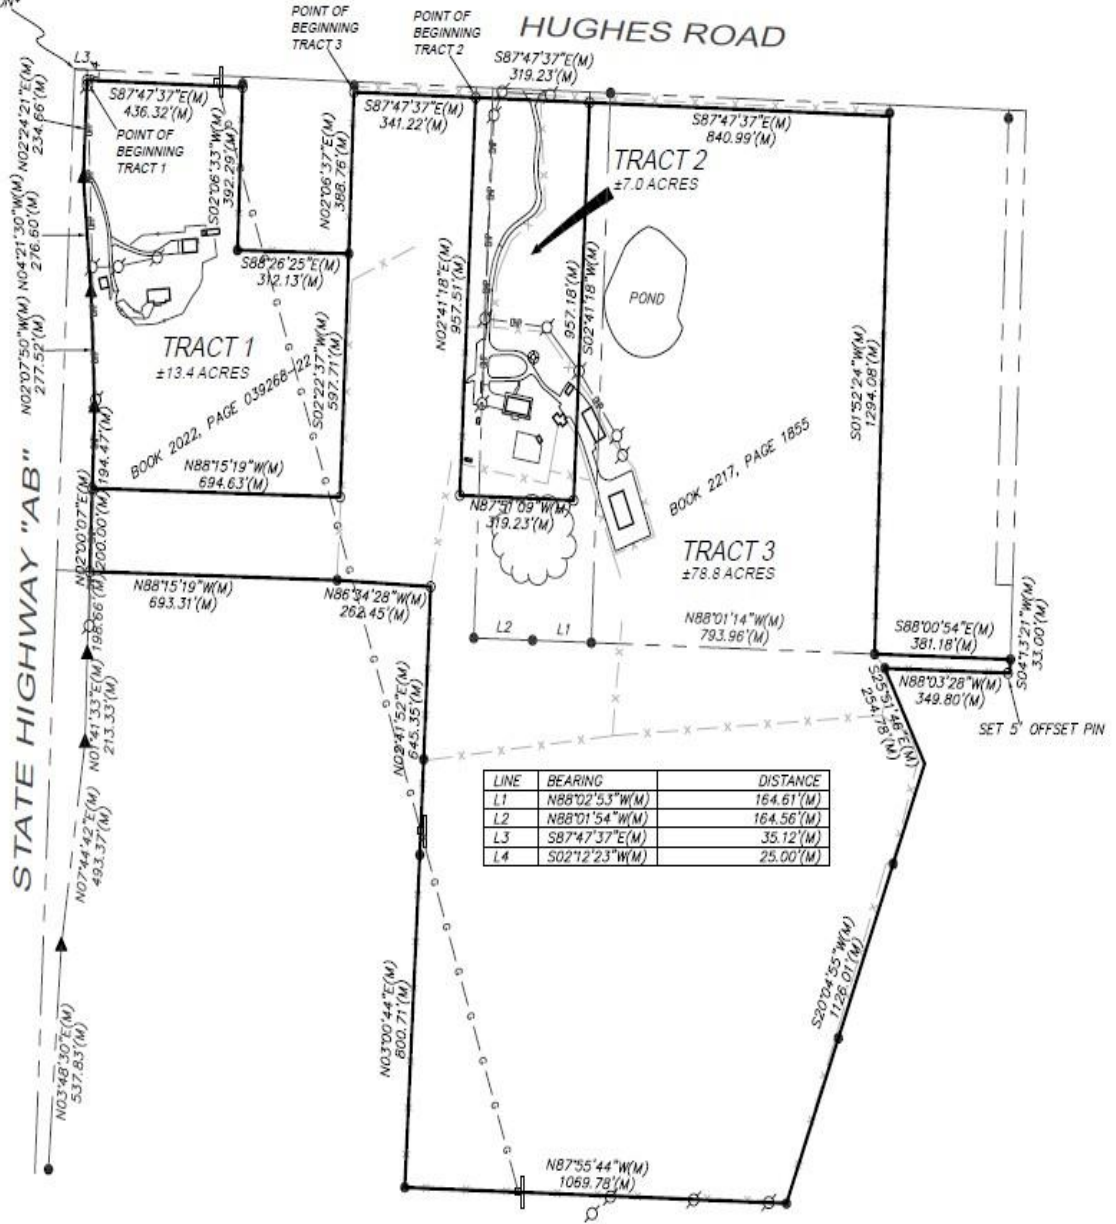 HUGHES ROAD
POINT OF
BEGINNING
TRACT 3
POINT OF
BEGINNING
TRACT 2
S87°47'37"E(M)
319.23'(M)
L3
L4
S87°47'37"E(M)
436.32'(M)
POINT OF
BEGINNING
TRACT 1
S87°47'37"E(M)
341.22'(M)
S87°47'37"E(M)
840.99'(M)
N02°24'21"E(M)
234.66'(M)
N04°21'30"W(M)
276.60'(M)
N02°07'50"W(M)
277.52'(M)
S02°06'33"W(M)
392.29'(M)
N02°06'37"E(M)
388.76'(M)
S88°26'25"E(M)
312.13'(M)
TRACT 2
±7.0 ACRES
N02°41'18"E(M)
957.51'(M)
957.18'(M)
S02°41'18"W(M)
POND
TRACT 1
±13.4 ACRES
S02°22'37"W(M)
597.71'(M)
BOOK 2022, PAGE 039268-22
S01°52'24"W(M)
1294.08'(M)
BOOK 2217, PAGE 1855
N88°15'19"W(M)
694.63'(M)
N87°51'09"W(M)
319.23'(M)
TRACT 3
±78.8 ACRES
STATE HIGHWAY "AB"
N02°00'07"E(M)
200.00'(M)
194.47'(M)
198.66'(M)
N88°15'19"W(M)
693.31'(M)
N86°34'28"W(M)
262.45'(M)
L2
L1
N88°01'14"W(M)
793.96'(M)
S88°00'54"E(M)
381.18'(M)
S04°13'21"W(M)
33.00'(M)
N88°03'28"W(M)
349.80'(M)
SET 5' OFFSET PIN
S25°51'46"E(M)
254.78'(M)
N01°41'33"E(M)
213.33'(M)
N02°41'52"E(M)
645.35'(M)
LINE BEARING DISTANCE
L1 N88°02'53"W(M) 164.61'(M)
L2 N88°01'54"W(M) 164.56'(M)
L3 S87°47'37"E(M) 35.12'(M)
L4 S02°12'23"W(M) 25.00'(M)
N07°44'42"E(M)
493.37'(M)
N03°48'30"E(M)
537.83'(M)
N03°00'44"E(M)
800.71'(M)
S20°04'55"W(M)
1126.01'(M)
N87°55'44"W(M)
1069.78'(M)